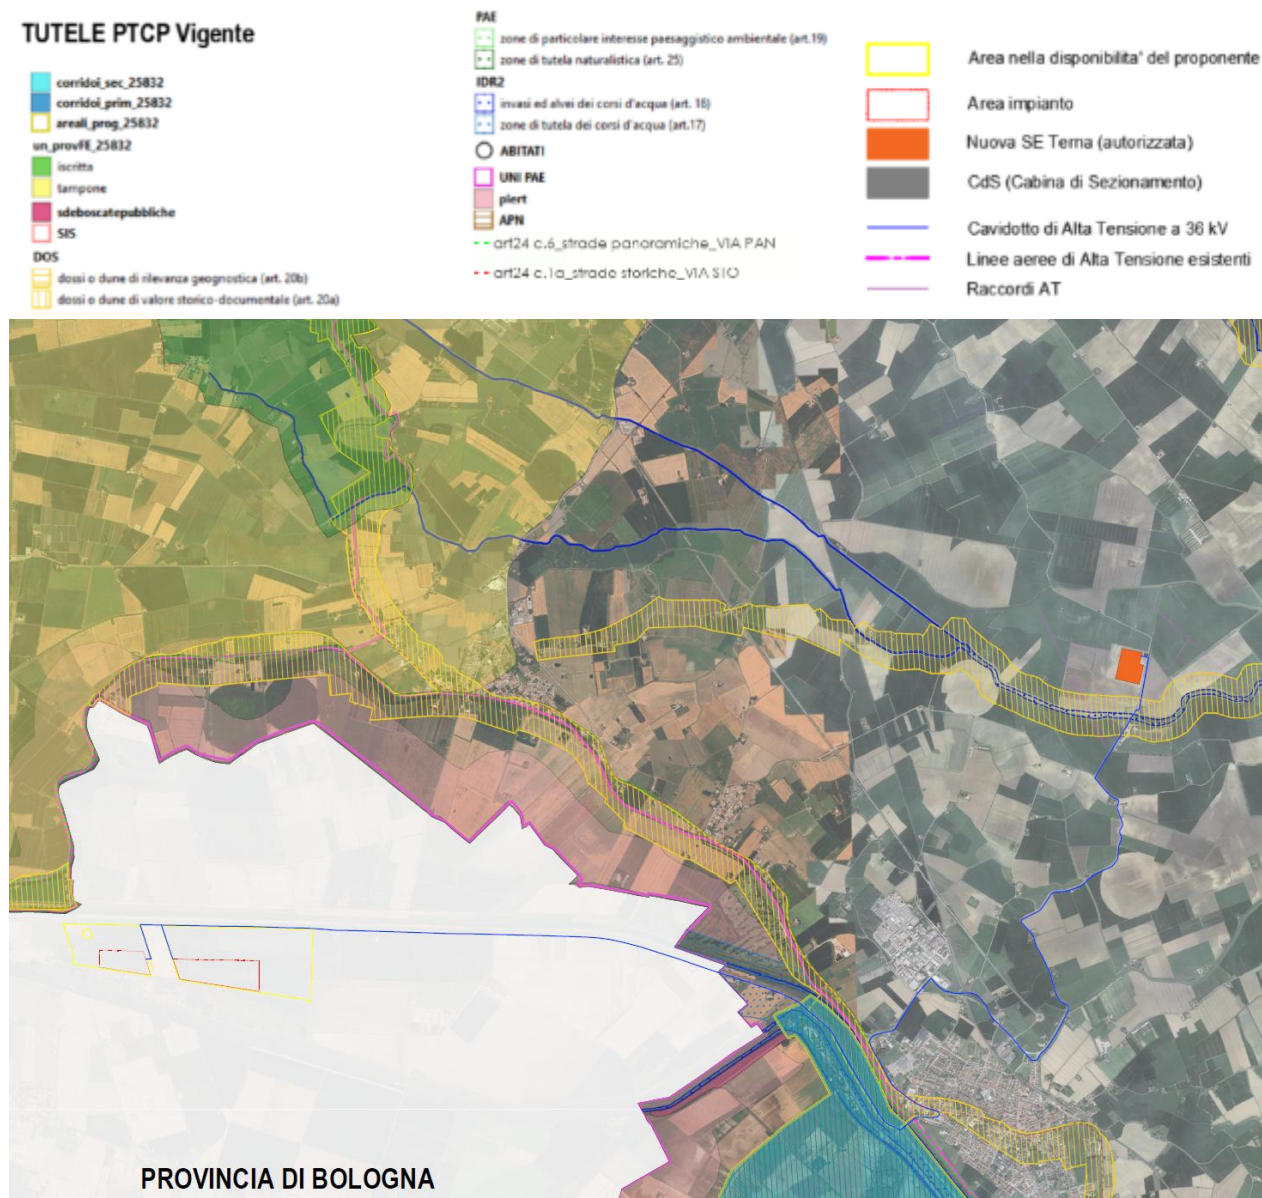 TUTELE PTCP Vigente
corridoi_sec_25832
corridoi_prim_25832
areali_prog_25832
un_provFE_25832
iscritta
tampone
sdeboscatepubbliche
SIS
DOS
dossi o dune di rilevanza geognostica (art. 20b)
dossi o dune di valore storico-documentale (art. 20a)
PAE
zone di particolare interesse paesaggistico ambientale (art.19)
zone di tutela naturalistica (art. 25)
IDR2
invasi ed alvei dei corsi d'acqua (art. 18)
zone di tutela dei corsi d'acqua (art.17)
ABITATI
UNI PAE
plert
APN
art24 c.6_strade panoramiche_VIA PAN
art24 c.1a_strade storiche_VIA STO
Area nella disponibilita' del proponente
Area impianto
Nuova SE Terna (autorizzata)
CdS (Cabina di Sezionamento)
Cavidotto di Alta Tensione a 36 kV
Linee aeree di Alta Tensione esistenti
Raccordi AT
PROVINCIA DI BOLOGNA